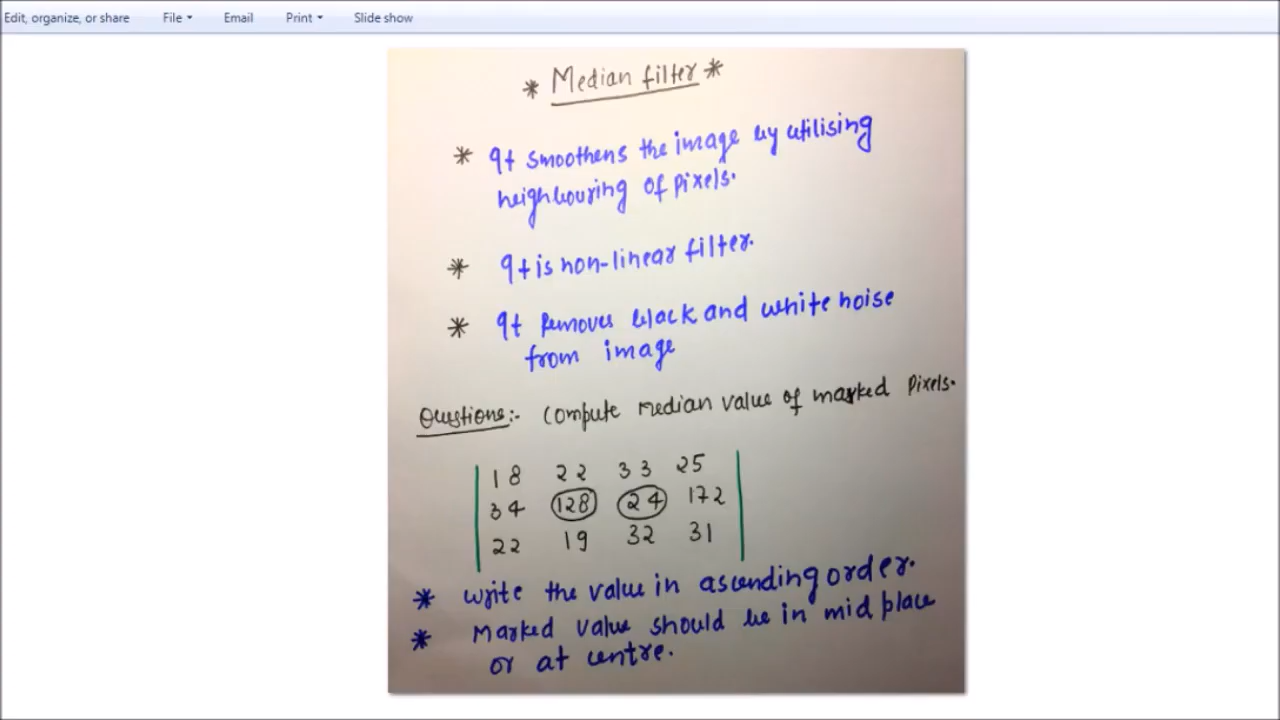 Edit, organize, or share File Email Print Slide show
* Median filter *
* It smoothens the image by utilising
neighbouring of pixels.
* It is non-linear filter.
* It Removes black and white noise
from image
Questions:- Compute Median value of marked Pixels.
18 22 33 25
34 128 24 172
22 19 32 31
* write the value in ascending order.
* Marked value should be in mid place
or at centre.